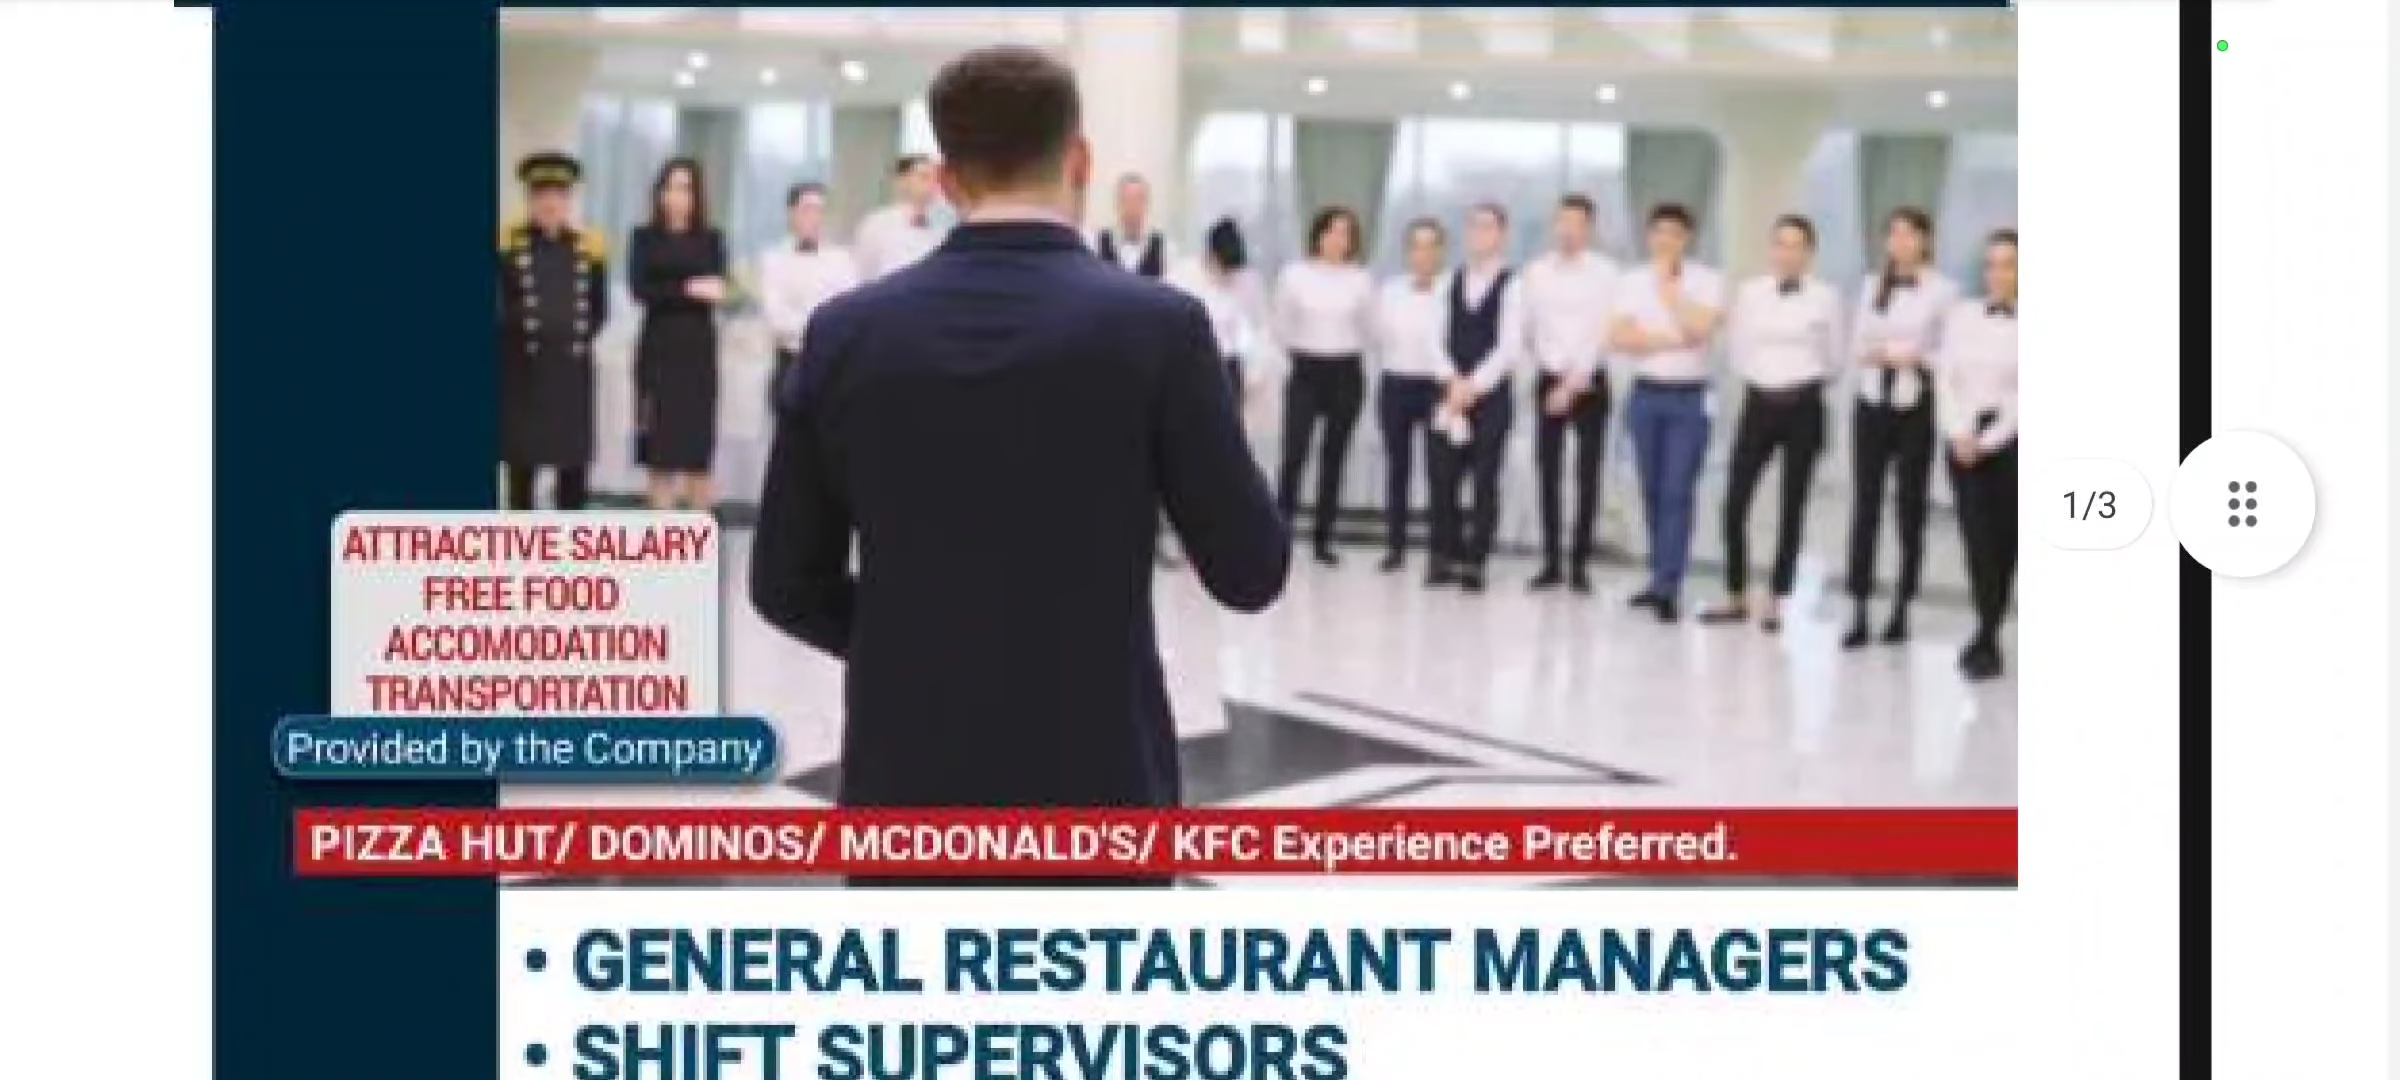 ATTRACTIVE SALARY
FREE FOOD
ACCOMODATION
TRANSPORTATION
Provided by the Company
PIZZA HUT/ DOMINOS/ MCDONALD'S/ KFC Experience Preferred.
• GENERAL RESTAURANT MANAGERS
• SHIFT SUPERVISORS
1/3